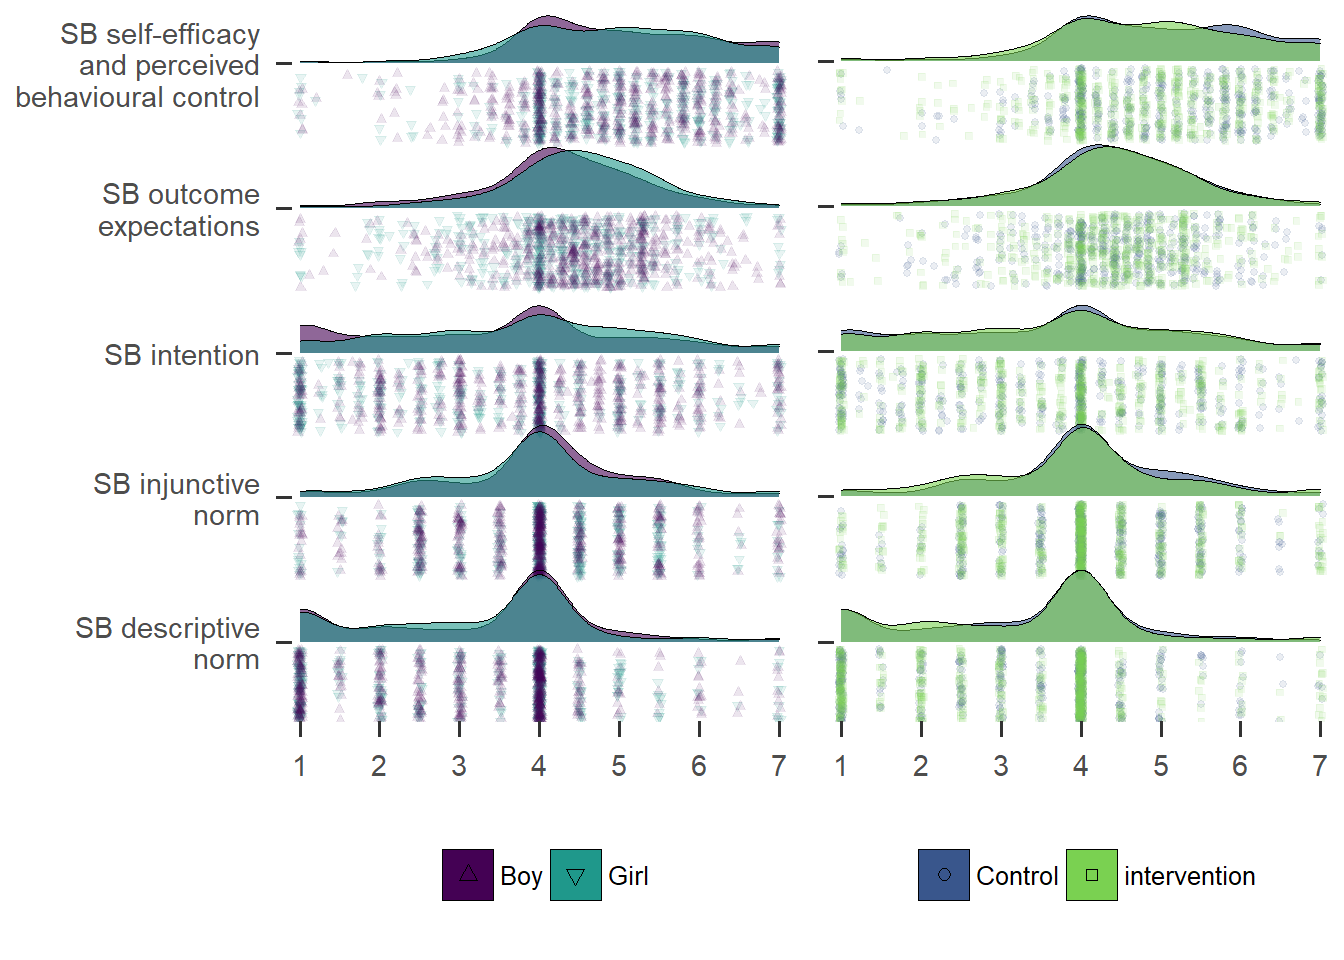 SB self-efficacy
and perceived
behavioural control
SB outcome
expectations
SB intention
SB injunctive
norm
SB descriptive
norm
1 2 3 4 5 6 7
1 2 3 4 5 6 7
Boy Girl
Control intervention